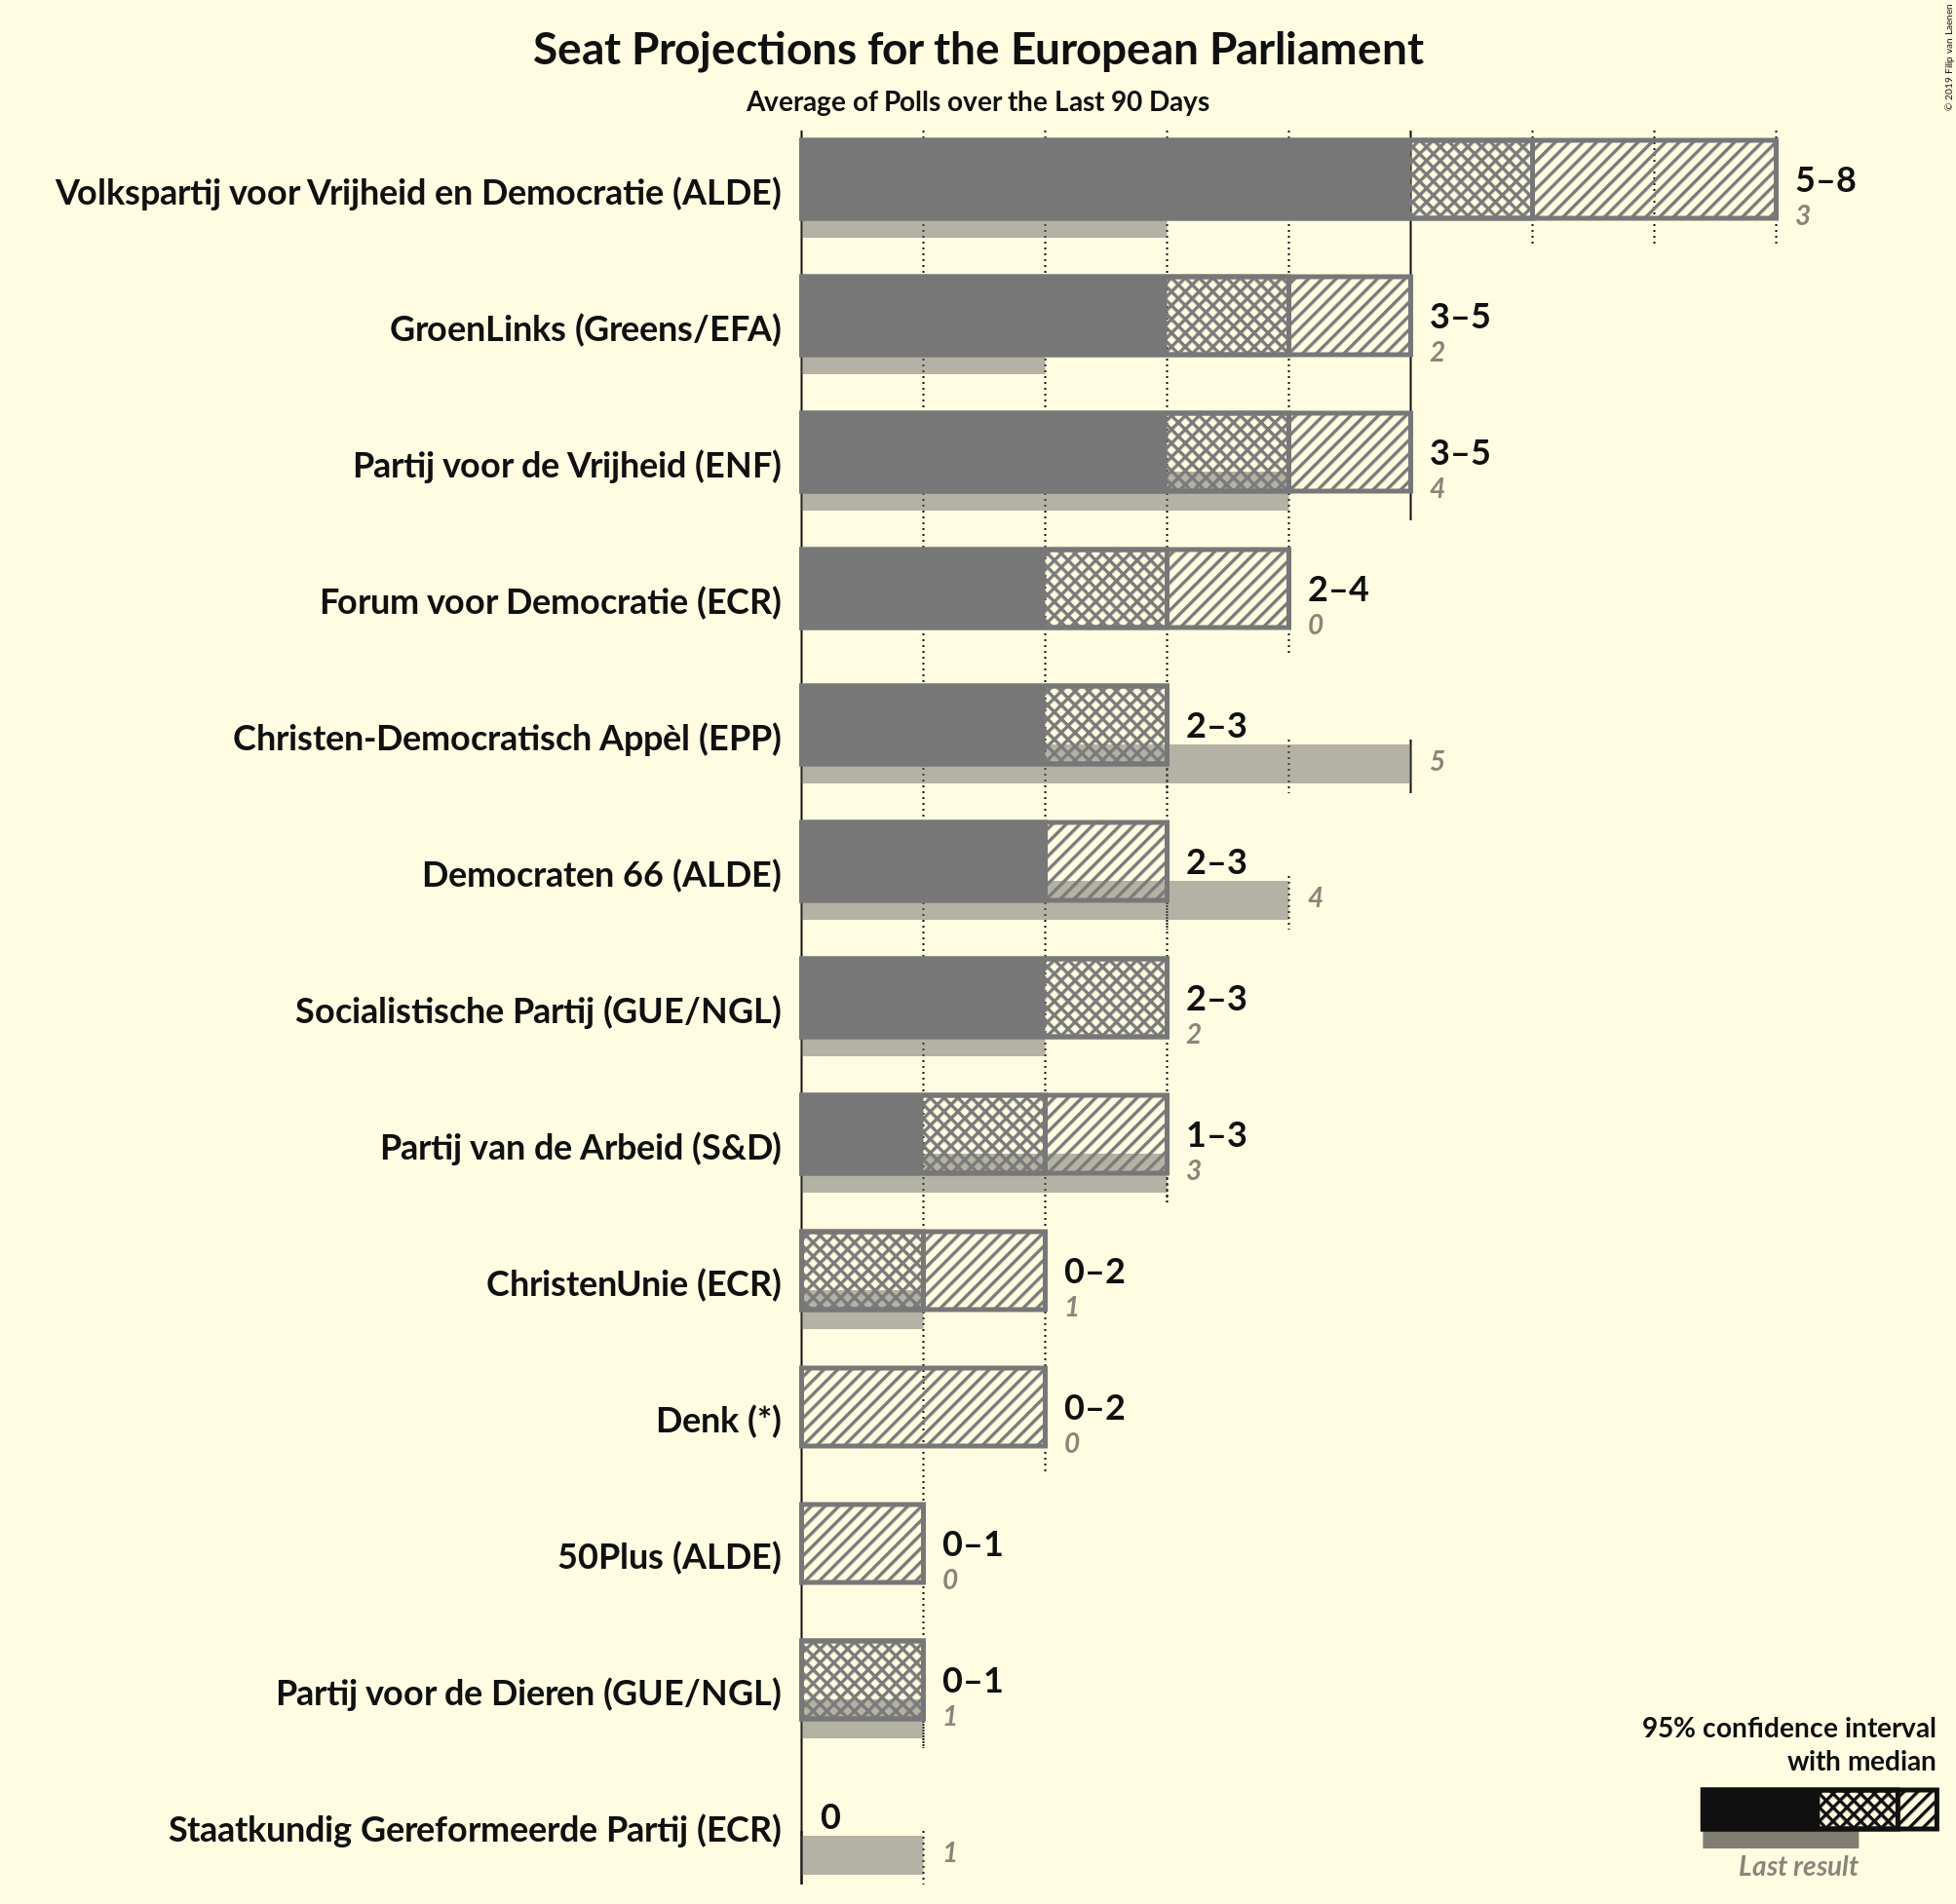 Seat Projections for the European Parliament
Average of Polls over the Last 90 Days
© 2019 Filip van Laenen
Volkspartij voor Vrijheid en Democratie (ALDE)
5–8
3
GroenLinks (Greens/EFA)
3–5
2
Partij voor de Vrijheid (ENF)
3–5
4
Forum voor Democratie (ECR)
2–4
0
Christen-Democratisch Appèl (EPP)
2–3
5
Democraten 66 (ALDE)
2–3
4
Socialistische Partij (GUE/NGL)
2–3
2
Partij van de Arbeid (S&D)
1–3
3
ChristenUnie (ECR)
0–2
1
Denk (*)
0–2
0
50Plus (ALDE)
0–1
0
Partij voor de Dieren (GUE/NGL)
0–1
1
Staatkundig Gereformeerde Partij (ECR)
0
1
95% confidence interval
with median
Last result